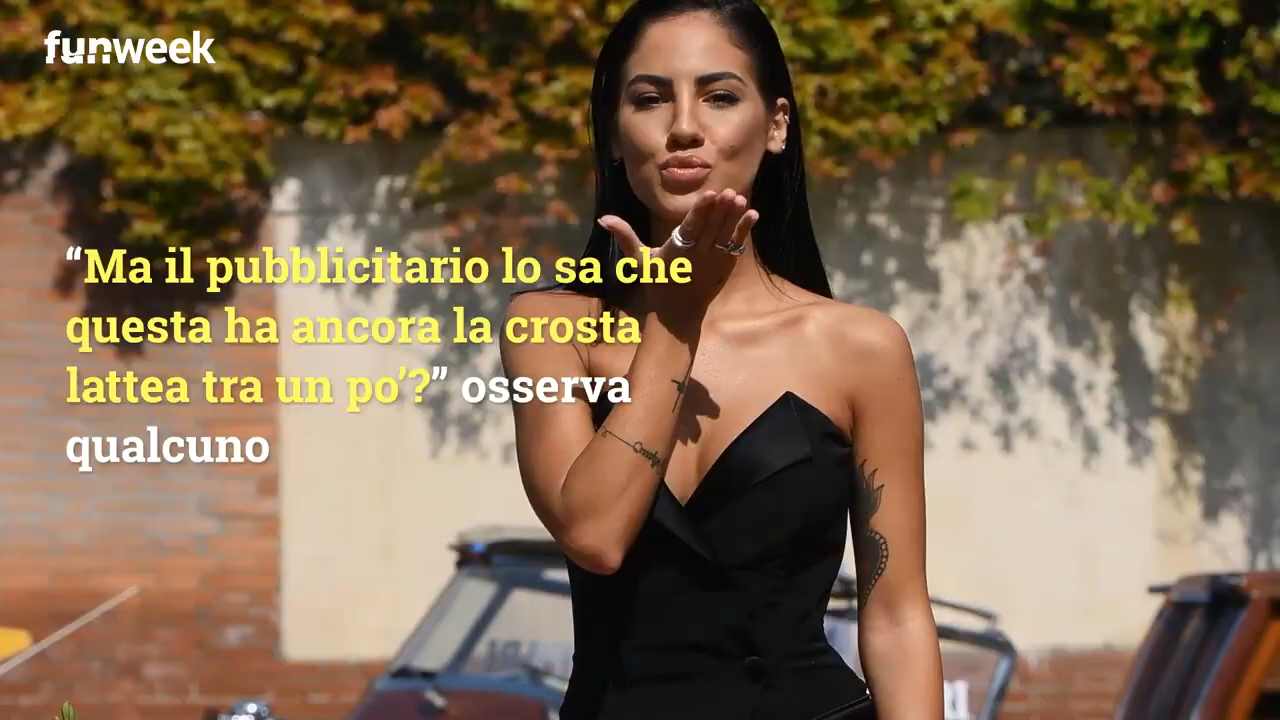 funweek
“Ma il pubblicitario lo sa che
questa ha ancora la crosta
lattea tra un po’?” osserva
qualcuno